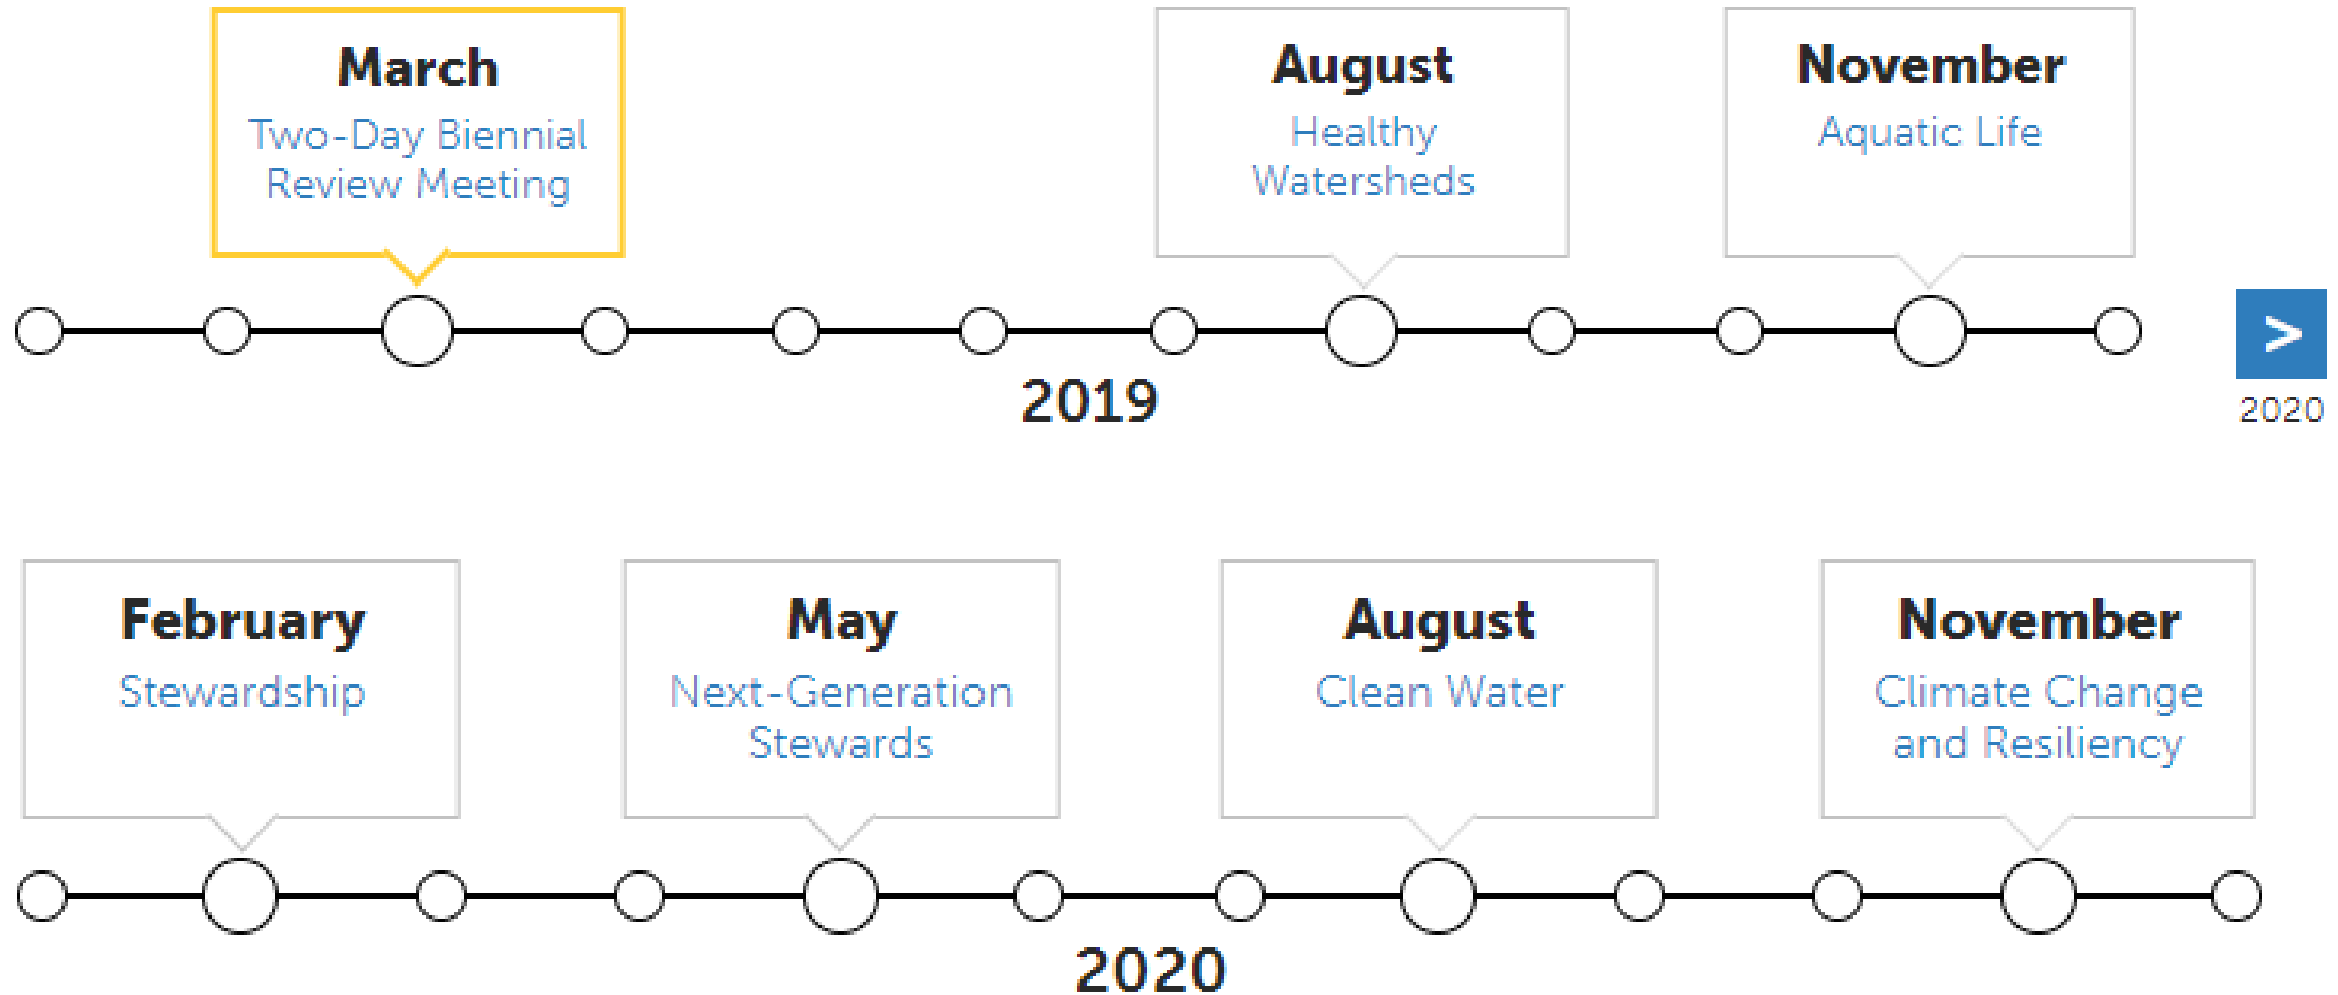 March
Two-Day Biennial
Review Meeting
August
Healthy
Watersheds
November
Aquatic Life
>
2019
2020
February
Stewardship
May
Next-Generation
Stewards
August
Clean Water
November
Climate Change
and Resiliency
2020